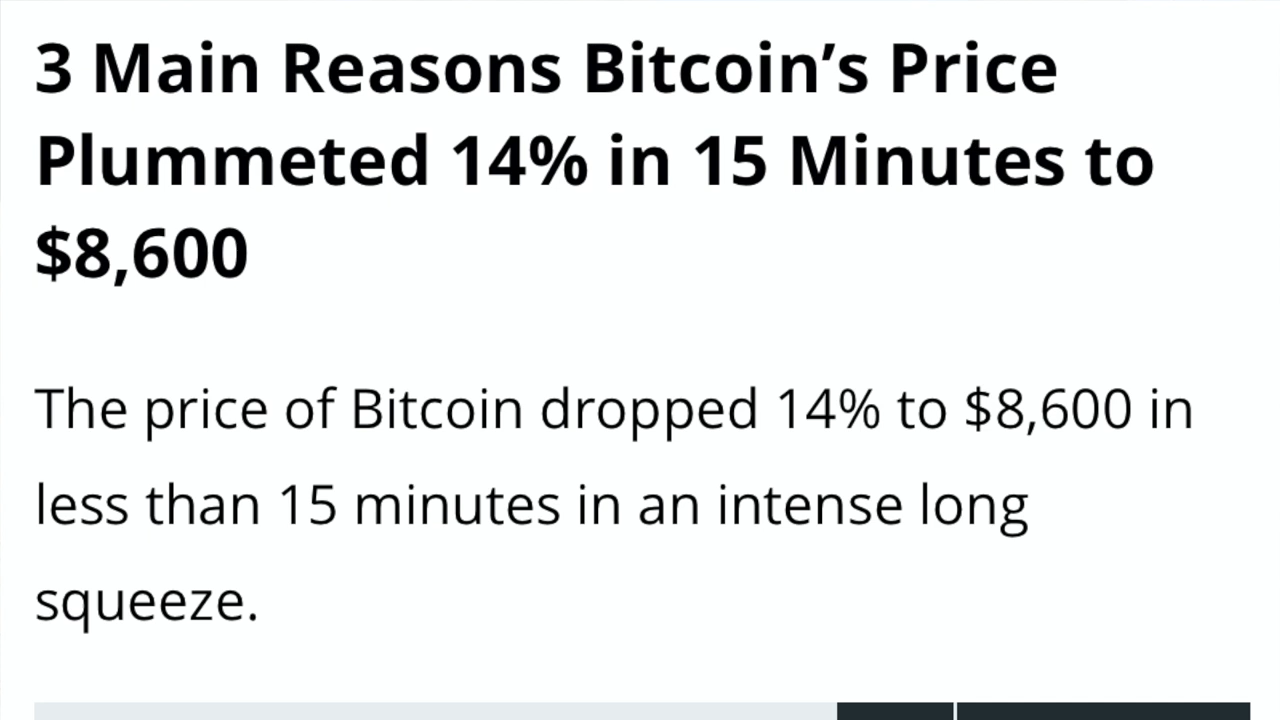 3 Main Reasons Bitcoin’s Price
Plummeted 14% in 15 Minutes to
$8,600
The price of Bitcoin dropped 14% to $8,600 in
less than 15 minutes in an intense long
squeeze.